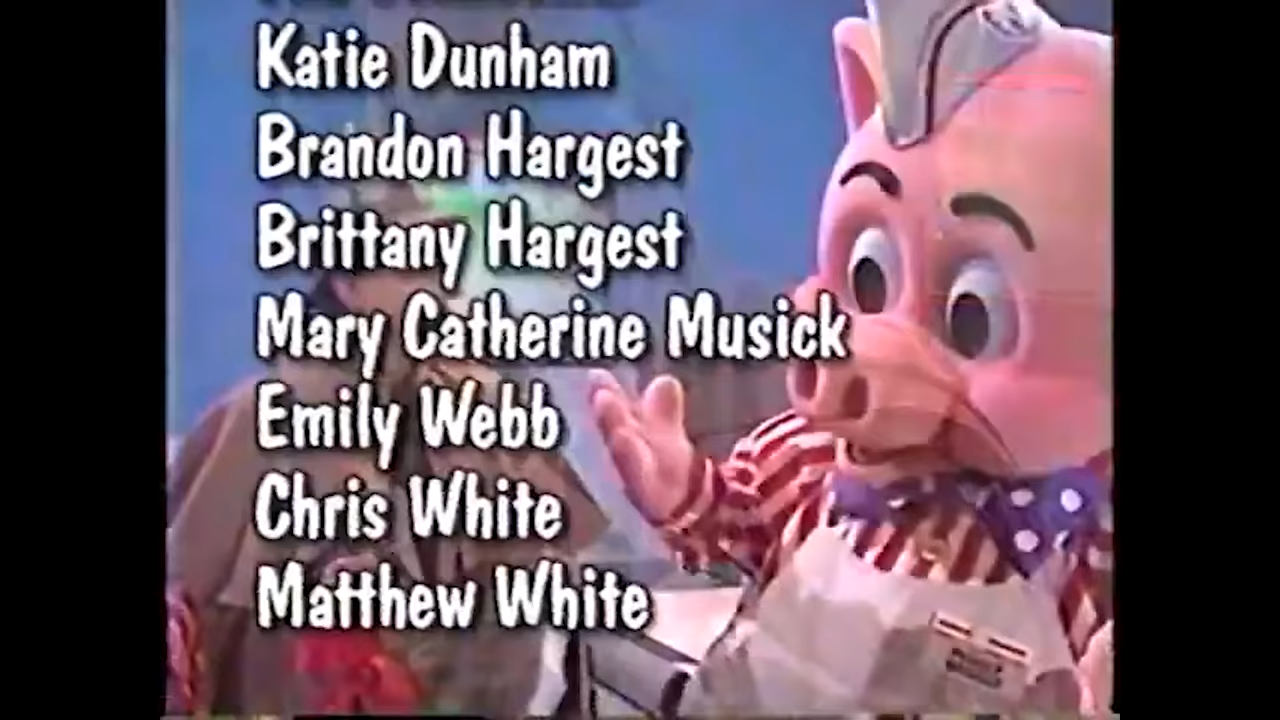 Katie Dunham
Brandon Hargest
Brittany Hargest
Mary Catherine Musick
Emily Webb
Chris White
Matthew White